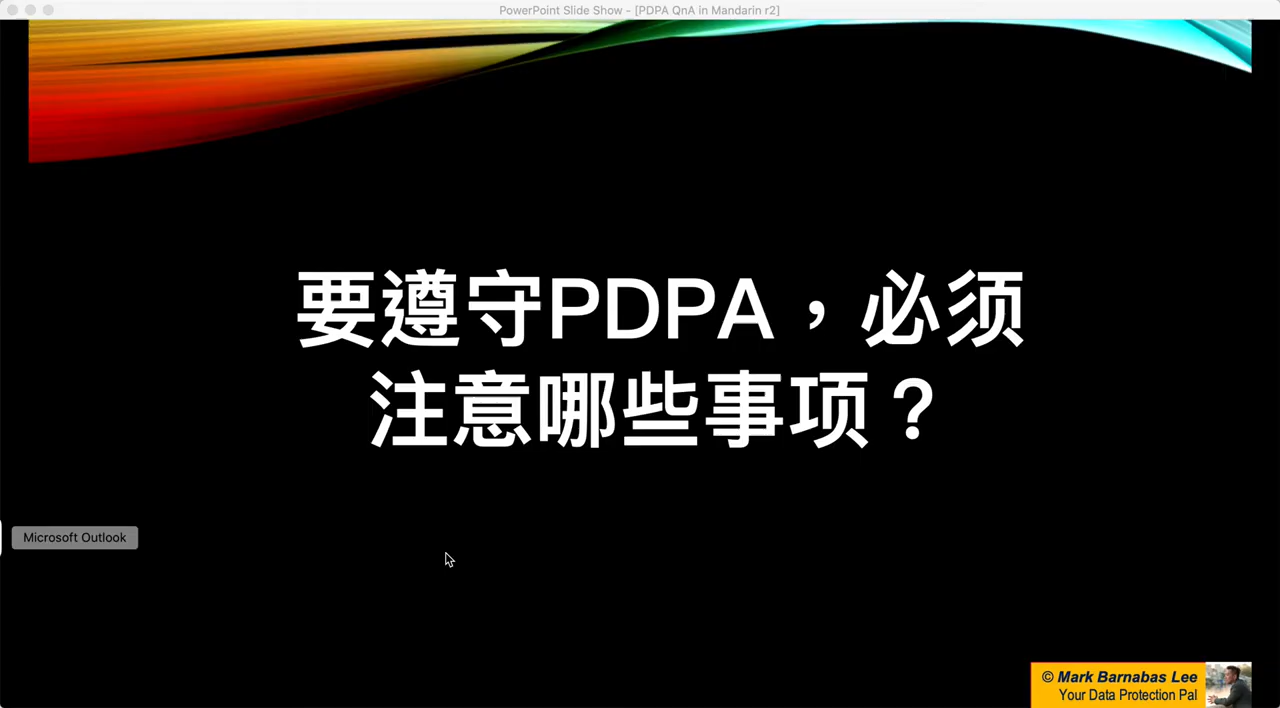 PowerPoint Slide Show - [PDPA QnA in Mandarin r2]
要遵守PDPA，必须
注意哪些事项？
Microsoft Outlook
© Mark Barnabas Lee
Your Data Protection Pal